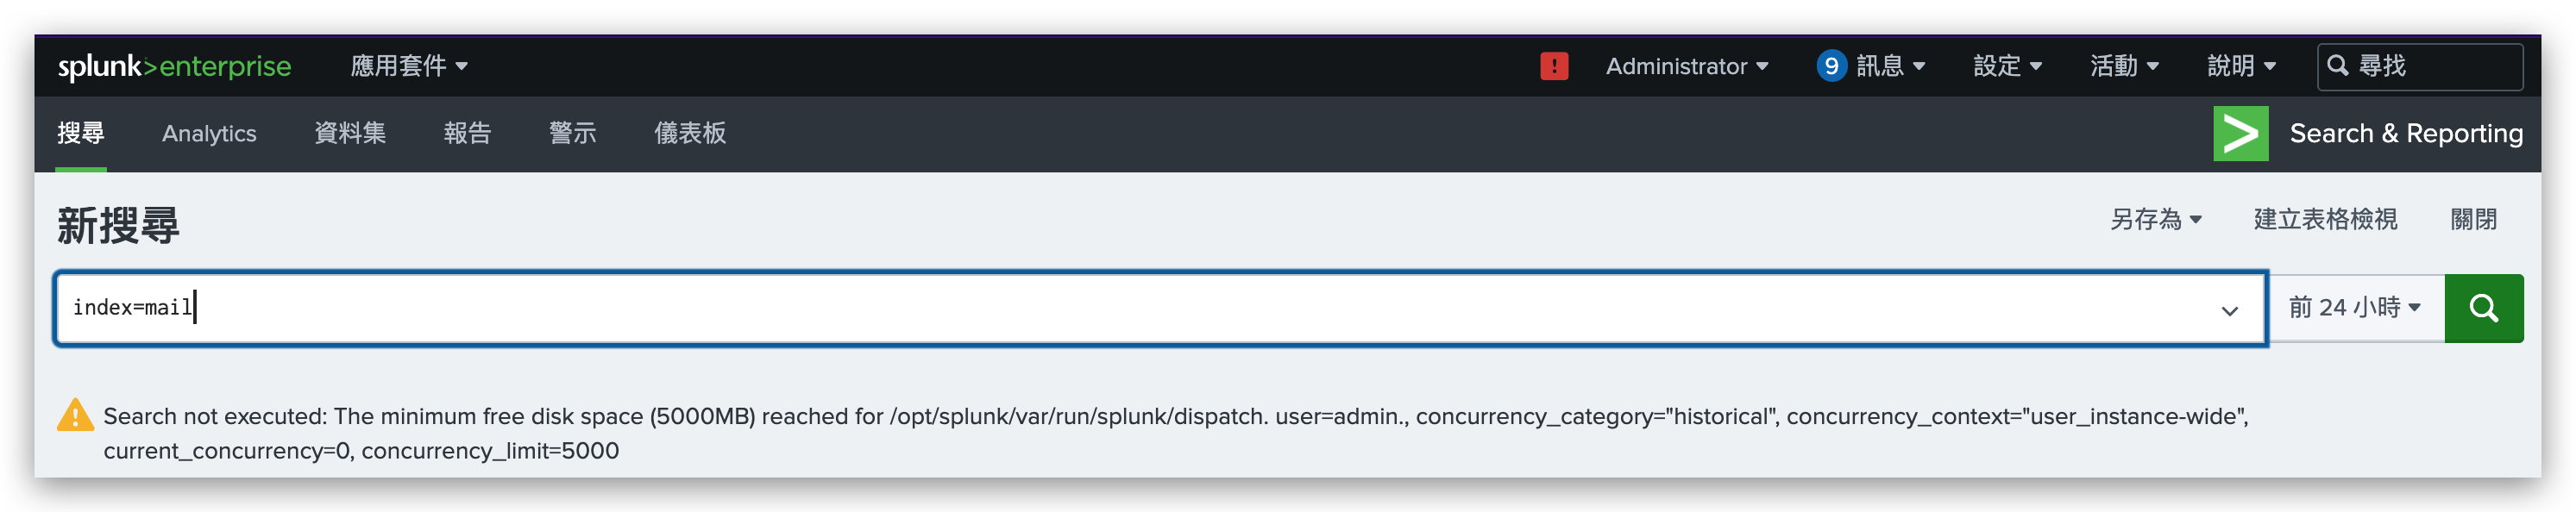 splunk>enterprise 應用套件 ! Administrator 9 訊息 設定 活動 說明 尋找
搜尋 Analytics 資料集 報告 警示 儀表板 > Search & Reporting
新搜尋 另存為 建立表格檢視 關閉
index=mail 前 24 小時
Search not executed: The minimum free disk space (5000MB) reached for /opt/splunk/var/run/splunk/dispatch. user=admin., concurrency_category="historical", concurrency_context="user_instance-wide",
current_concurrency=0, concurrency_limit=5000